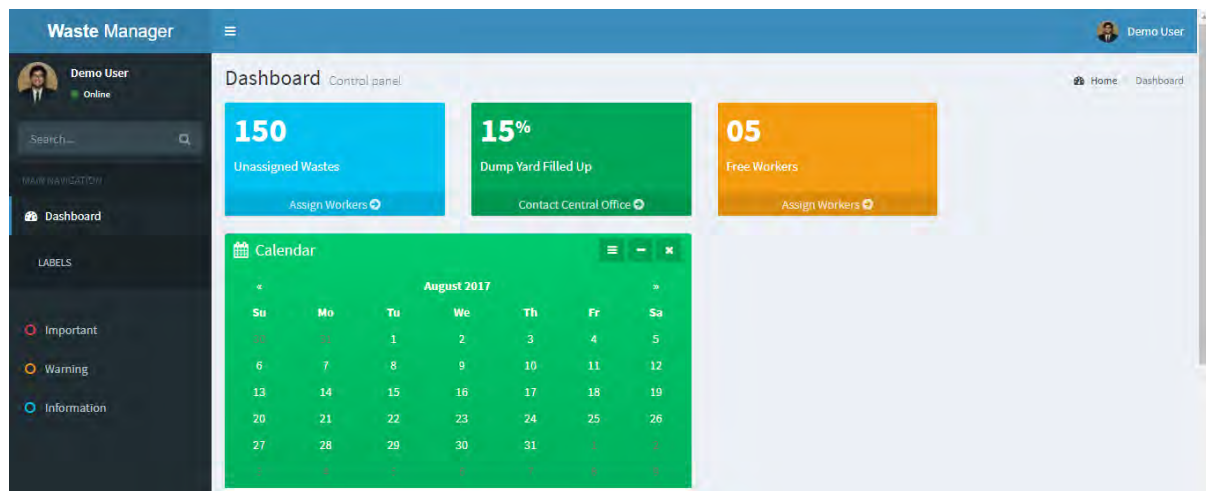 Waste Manager
Demo User
Demo User
Online
Search...
MAIN NAVIGATION
Dashboard
LABELS
Important
Warning
Information
Dashboard Control panel
Home Dashboard
150
Unassigned Wastes
Assign Workers
15%
Dump Yard Filled Up
Contact Central Office
05
Free Workers
Assign Workers
Calendar
« August 2017 »
Su Mo Tu We Th Fr Sa
30 31 1 2 3 4 5
6 7 8 9 10 11 12
13 14 15 16 17 18 19
20 21 22 23 24 25 26
27 28 29 30 31 1 2